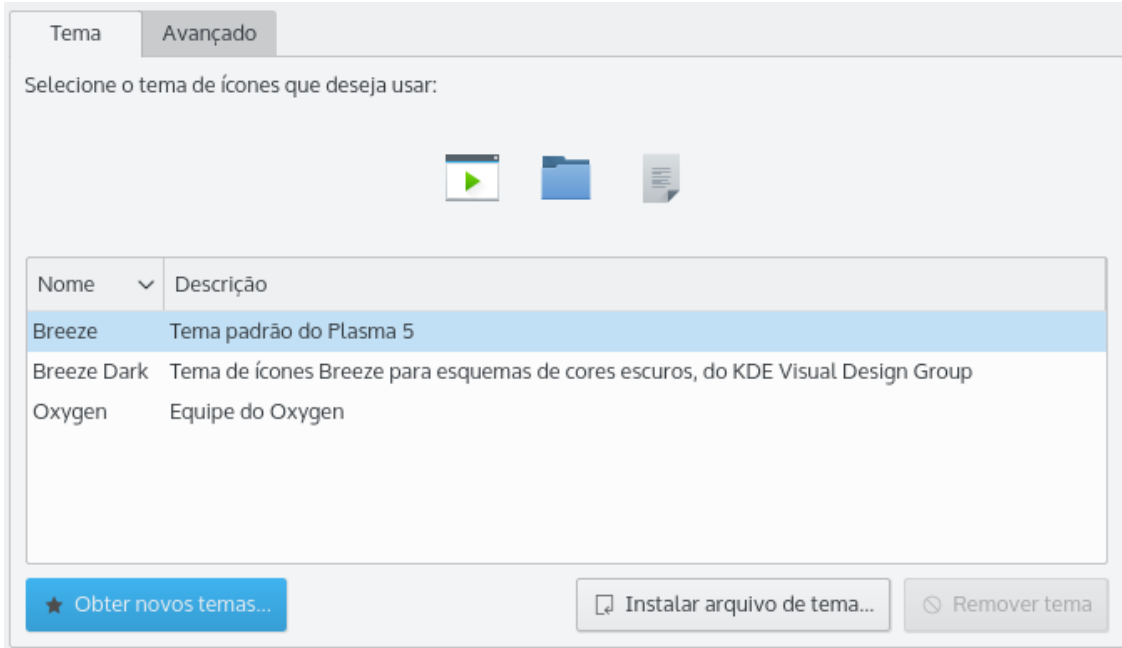 Tema Avançado
Selecione o tema de ícones que deseja usar:
Nome Descrição
Breeze Tema padrão do Plasma 5
Breeze Dark Tema de ícones Breeze para esquemas de cores escuros, do KDE Visual Design Group
Oxygen Equipe do Oxygen
Obter novos temas... Instalar arquivo de tema... Remover tema